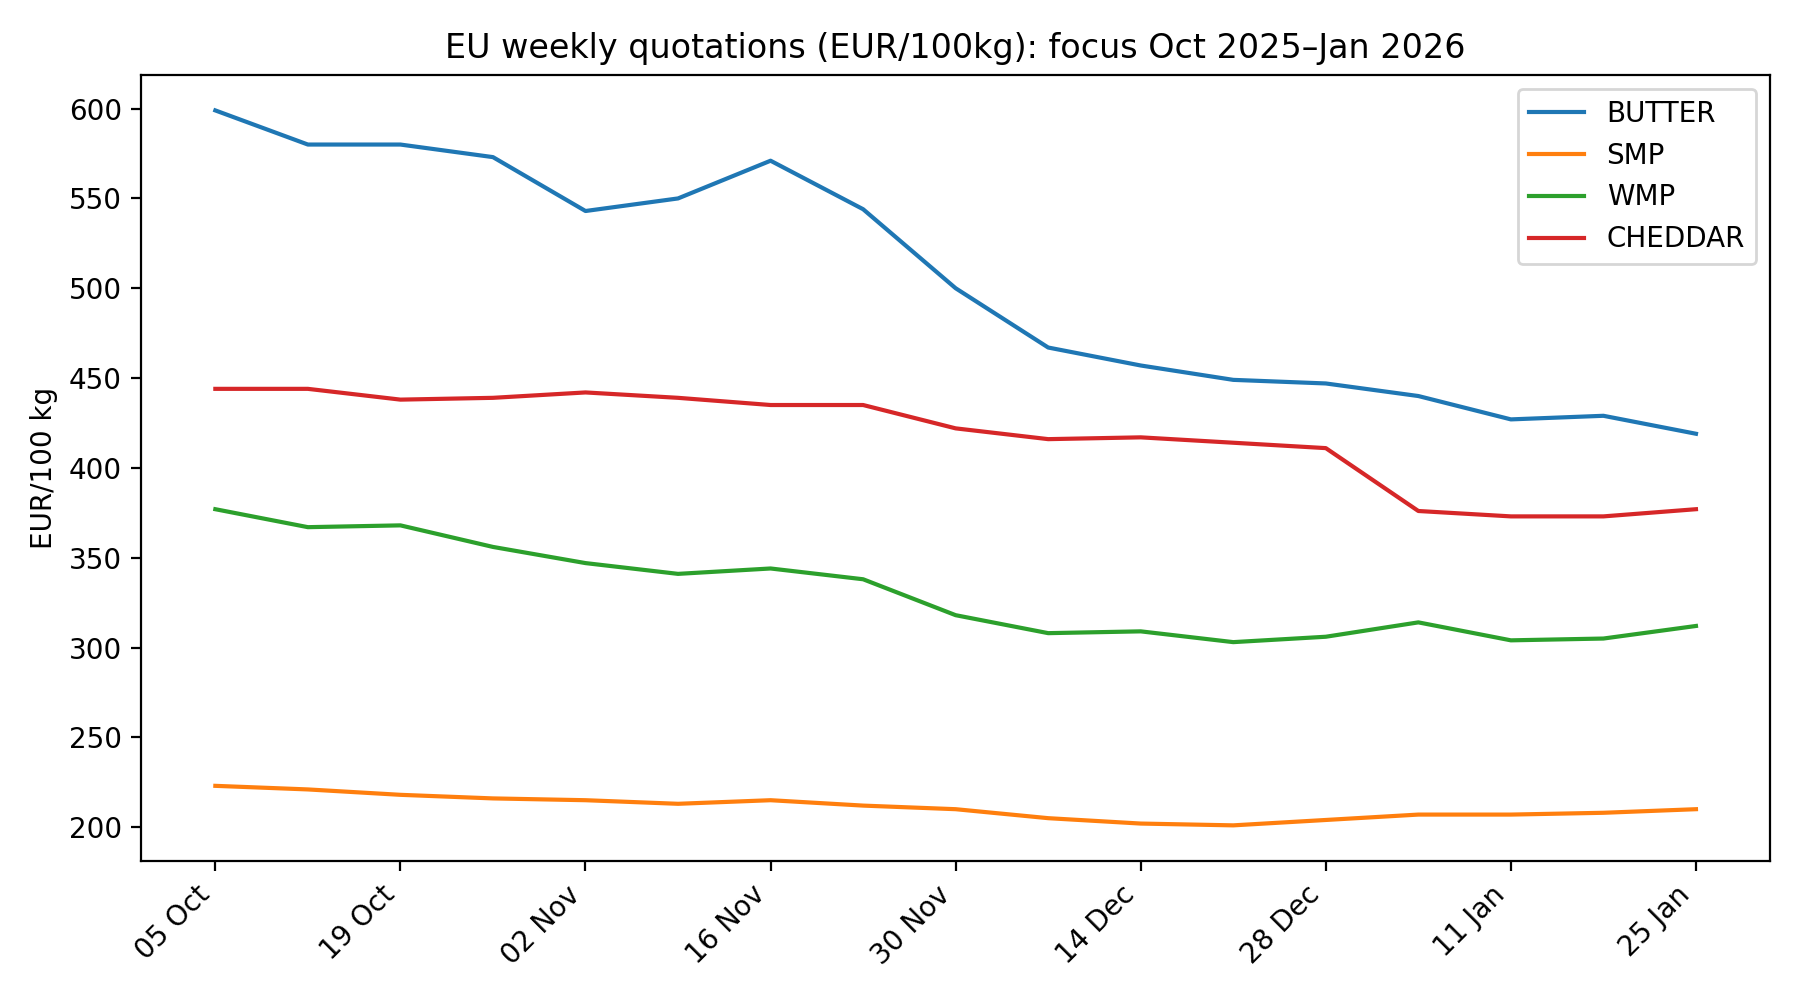 EU weekly quotations (EUR/100kg): focus Oct 2025–Jan 2026
BUTTER
SMP
WMP
CHEDDAR
EUR/100 kg
600
550
500
450
400
350
300
250
200
05 Oct
19 Oct
02 Nov
16 Nov
30 Nov
14 Dec
28 Dec
11 Jan
25 Jan